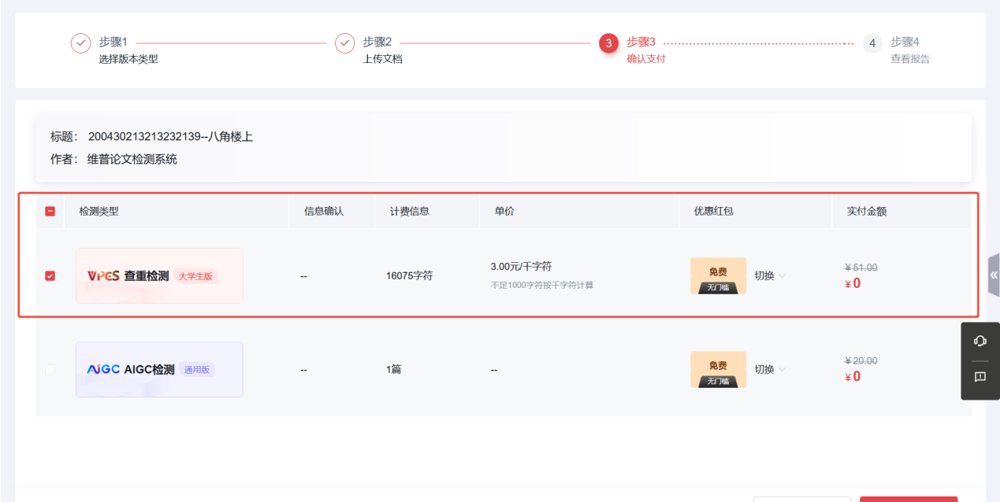 步骤1
选择版本类型
步骤2
上传文档
3
步骤3
确认支付
4
步骤4
查看报告
标题: 200430213213232139--八角楼上
作者: 维普论文检测系统
检测类型
信息确认
计费信息
单价
优惠红包
实付金额
VPCS 查重检测 大学生版
--
16075字符
3.00元/千字符
不足1000字符按千字符计算
免费
无门槛
切换
¥51.00
¥0
AIGC AIGC检测 通用版
--
1篇
--
免费
无门槛
切换
¥20.00
¥0